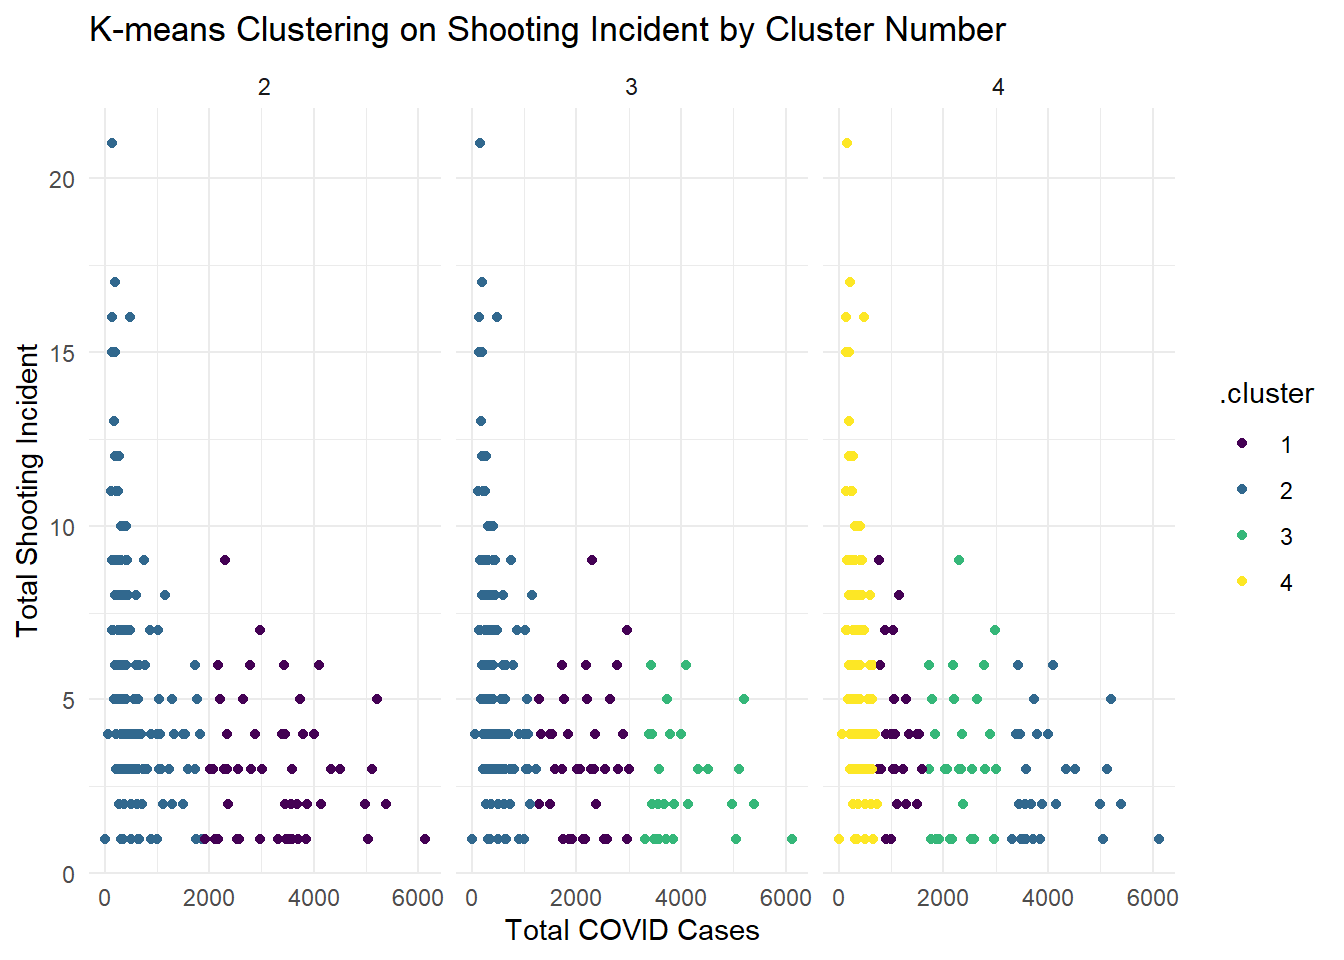 K-means Clustering on Shooting Incident by Cluster Number
2 3 4
20
15
10
5
0
Total Shooting Incident
0 2000 4000 6000 0 2000 4000 6000 0 2000 4000 6000
Total COVID Cases
.cluster
1
2
3
4